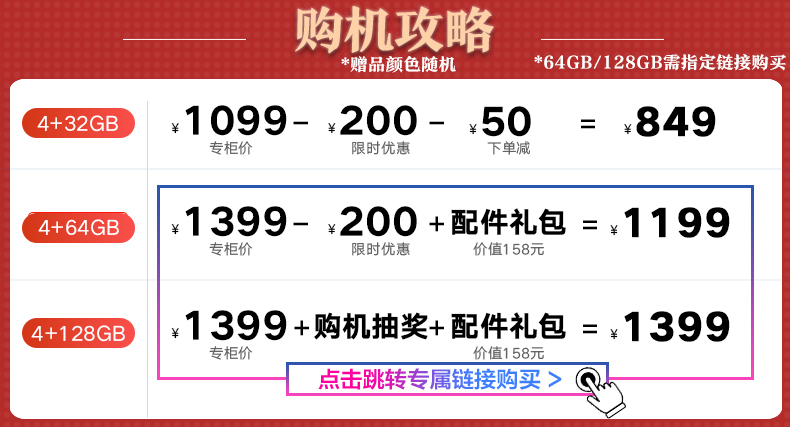 购机攻略
*赠品颜色随机
*64GB/128GB需指定链接购买
4+32GB
¥1099-¥200-¥50=¥849
专柜价 限时优惠 下单减
4+64GB
¥1399-¥200+配件礼包=¥1199
专柜价 限时优惠 价值158元
4+128GB
¥1399+购机抽奖+配件礼包=¥1399
专柜价 价值158元
点击跳转专属链接购买 >